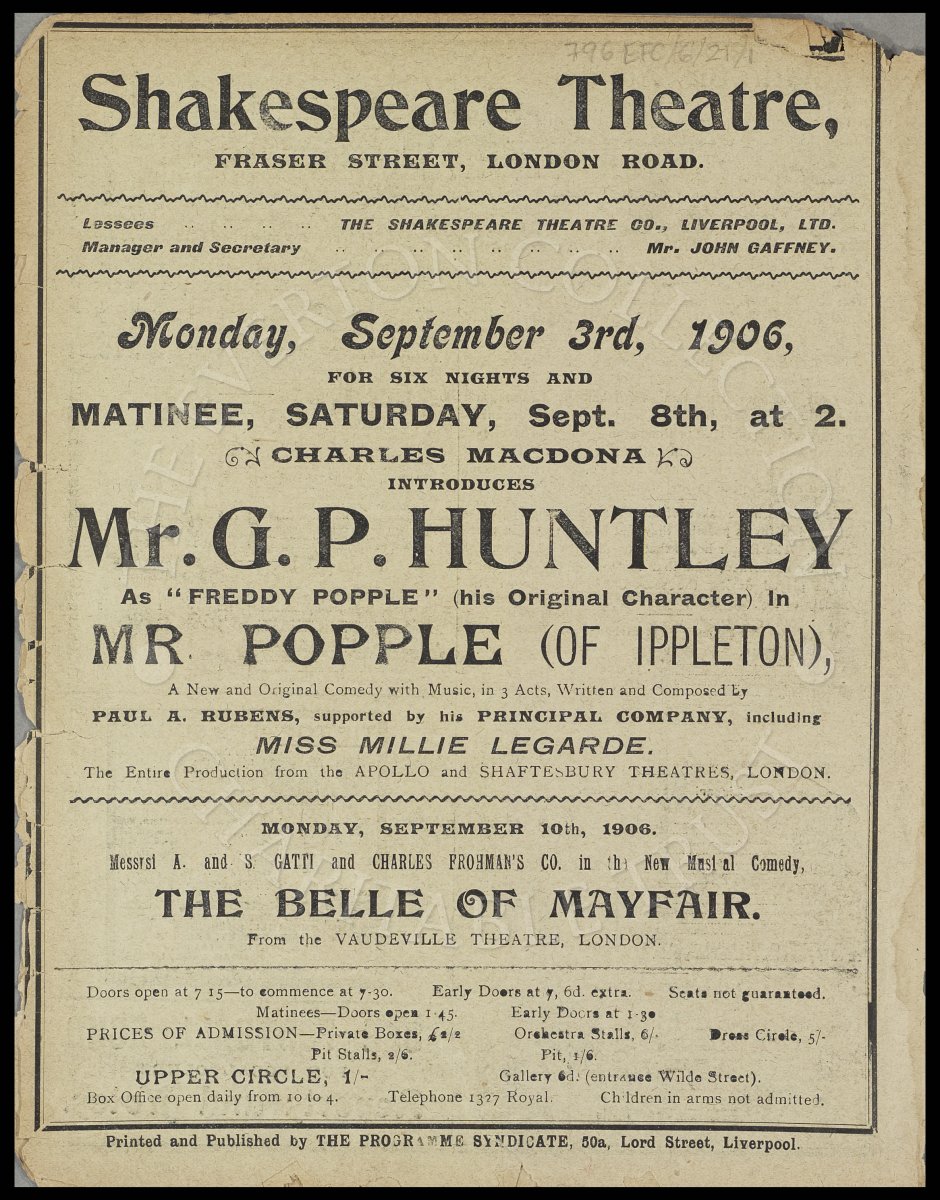 796 EFC/6/21/1
Shakespeare Theatre,
FRASER STREET, LONDON ROAD.
Lessees .. .. .. .. THE SHAKESPEARE THEATRE CO., LIVERPOOL, LTD.
Manager and Secretary .. .. .. .. .. .. .. .. Mr. JOHN GAFFNEY.
Monday, September 3rd, 1906,
FOR SIX NIGHTS AND
MATINEE, SATURDAY, Sept. 8th, at 2.
CHARLES MACDONA
INTRODUCES
Mr. G. P. HUNTLEY
As "FREDDY POPPLE" (his Original Character) In
MR. POPPLE (OF IPPLETON),
A New and Original Comedy with Music, in 3 Acts, Written and Composed by
PAUL A. RUBENS, supported by his PRINCIPAL COMPANY, including
MISS MILLIE LEGARDE.
The Entire Production from the APOLLO and SHAFTESBURY THEATRES, LONDON.
MONDAY, SEPTEMBER 10th, 1906.
Messrsi A. and S GATTI and CHARLES FROHMAN'S CO. in the New Musical Comedy,
THE BELLE OF MAYFAIR.
From the VAUDEVILLE THEATRE, LONDON.
Doors open at 7 15—to commence at 7-30. Early Doors at 7, 6d. extra. Seats not guaranteed.
Matinees—Doors open 1·45. Early Doors at 1·30
PRICES OF ADMISSION—Private Boxes, £2/2 Orchestra Stalls, 6/- Dress Circle, 5/-
Pit Stalls, 2/6. Pit, 1/6.
UPPER CIRCLE, 1/- Gallery 6d. (entrance Wilde Street).
Box Office open daily from 10 to 4. Telephone 1327 Royal. Children in arms not admitted.
Printed and Published by THE PROGRAMME SYNDICATE, 50a, Lord Street, Liverpool.
THE EVERTON COLLECTION
CHARITABLE TRUST